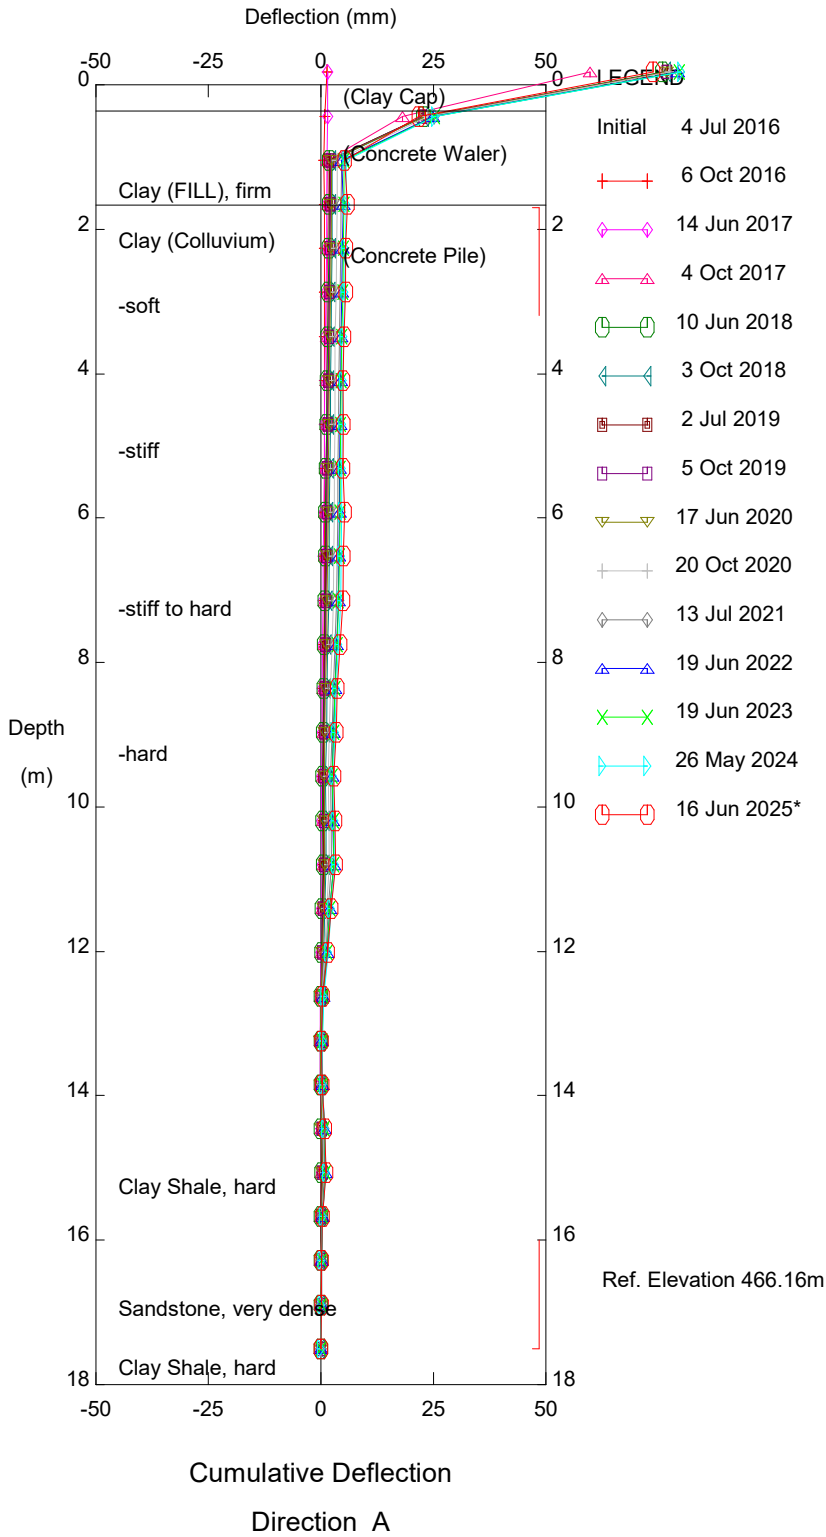 Deflection (mm)
-50 -25 0 25 50
0 0
LEGEND
(Clay Cap)
Initial 4 Jul 2016
(Concrete Waler)
6 Oct 2016
Clay (FILL), firm
14 Jun 2017
2 2
Clay (Colluvium)
(Concrete Pile)
4 Oct 2017
-soft
10 Jun 2018
4 4
3 Oct 2018
2 Jul 2019
-stiff
5 Oct 2019
6 6
17 Jun 2020
20 Oct 2020
-stiff to hard
13 Jul 2021
8 8
19 Jun 2022
19 Jun 2023
Depth
(m)
-hard
26 May 2024
10 10
16 Jun 2025*
12 12
14 14
Clay Shale, hard
16 16
Ref. Elevation 466.16m
Sandstone, very dense
Clay Shale, hard
18 18
-50 -25 0 25 50
Cumulative Deflection
Direction A